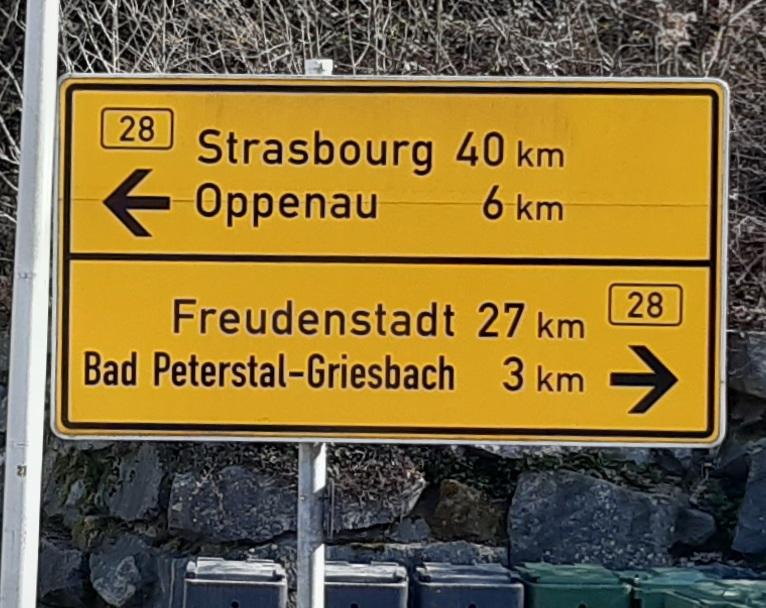 28
Strasbourg 40 km
Oppenau 6 km
Freudenstadt 27 km 28
Bad Peterstal-Griesbach 3 km